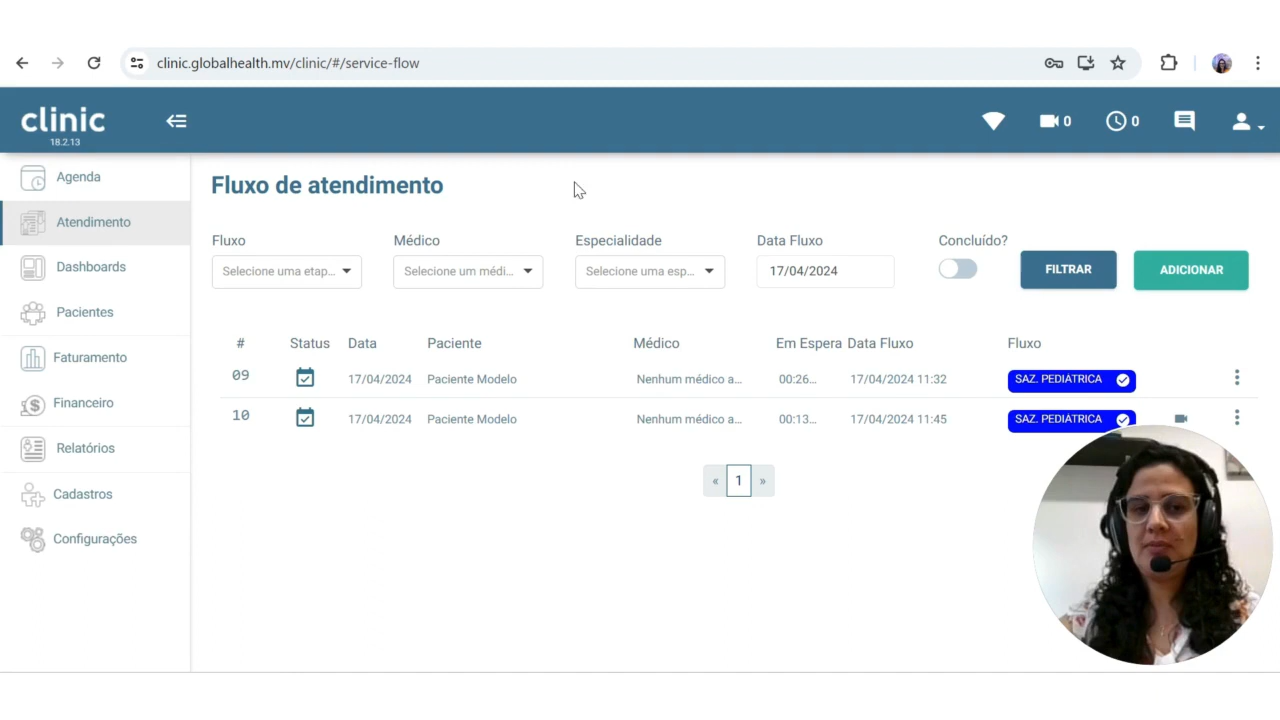 clinic.globalhealth.mv/clinic/#/service-flow
clinic
18.2.13
0
0
Agenda
Atendimento
Dashboards
Pacientes
Faturamento
Financeiro
Relatórios
Cadastros
Configurações
Fluxo de atendimento
Fluxo Médico Especialidade Data Fluxo Concluído?
Selecione uma etap... Selecione um médi... Selecione uma esp... 17/04/2024 FILTRAR ADICIONAR
# Status Data Paciente Médico Em Espera Data Fluxo Fluxo
09 17/04/2024 Paciente Modelo Nenhum médico a... 00:26... 17/04/2024 11:32 SAZ. PEDIÁTRICA
10 17/04/2024 Paciente Modelo Nenhum médico a... 00:13... 17/04/2024 11:45 SAZ. PEDIÁTRICA
« 1 »